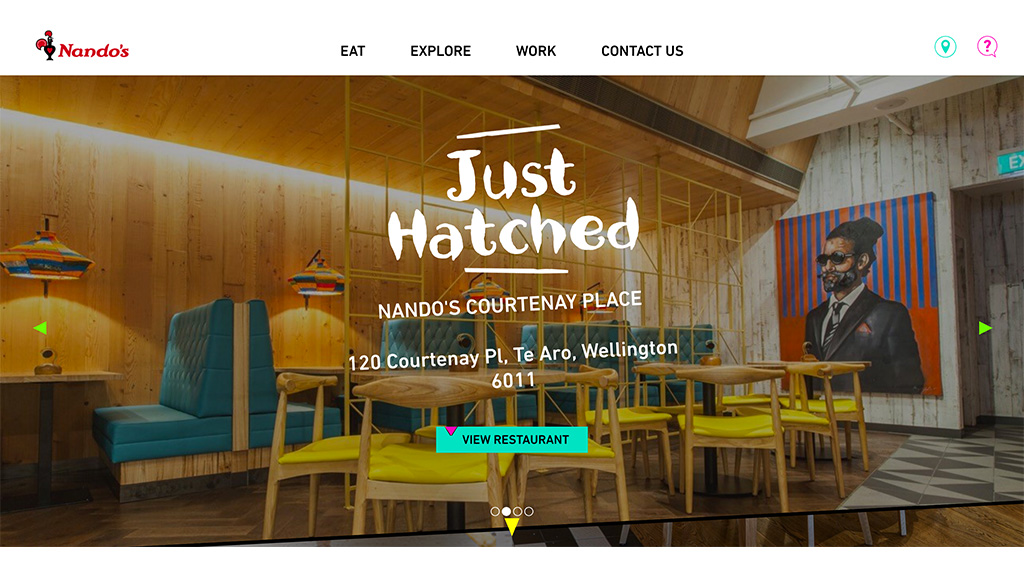 Nando's
EAT EXPLORE WORK CONTACT US
?
Just
Hatched
NANDO'S COURTENAY PLACE
120 Courtenay Pl, Te Aro, Wellington
6011
VIEW RESTAURANT